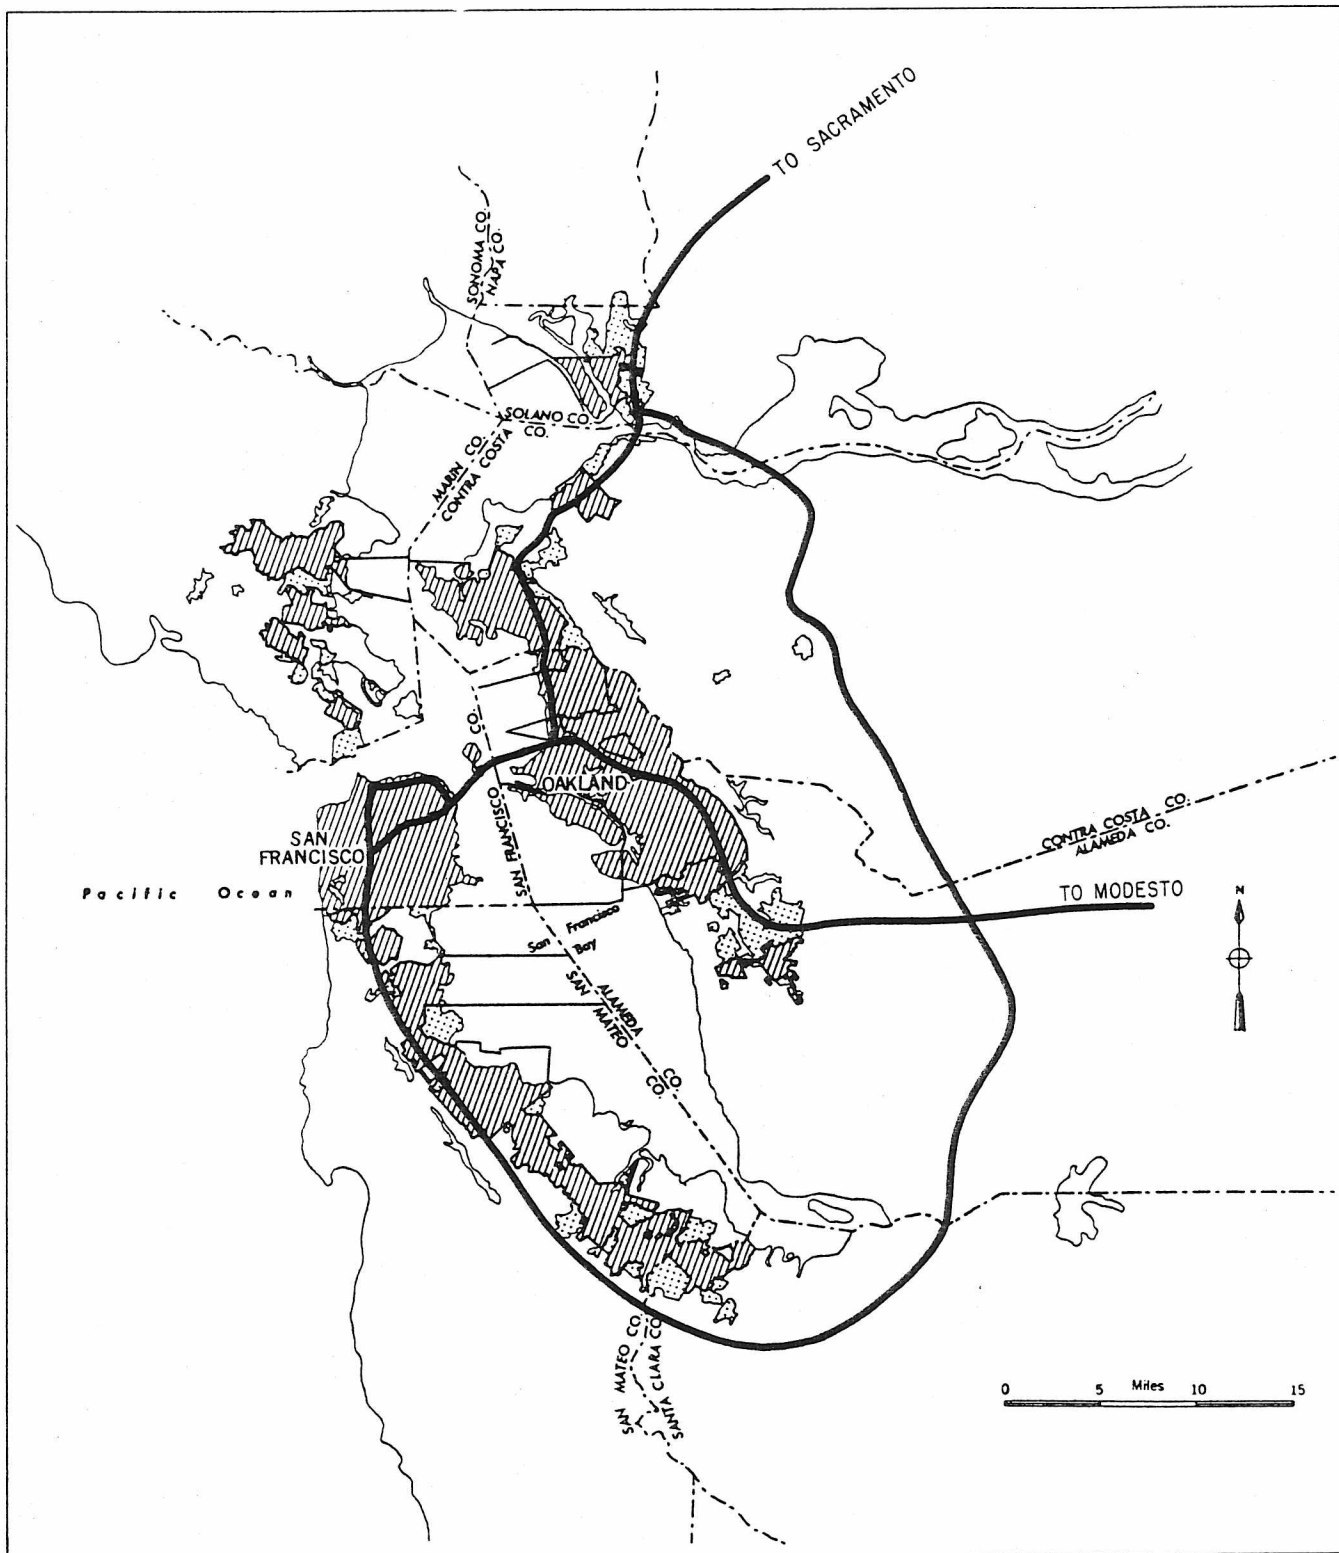 TO SACRAMENTO
SONOMA CO.
NAPA CO.
SOLANO CO.
CO.
MARIN CO.
CONTRA COSTA
CO.
OAKLAND
SAN FRANCISCO
SAN
FRANCISCO
CONTRA COSTA CO.
ALAMEDA CO.
Pacific Ocean
TO MODESTO
N
San Francisco
Bay
ALAMEDA CO.
SAN MATEO CO.
SAN MATEO CO.
SANTA CLARA CO.
0 5 Miles 10 15